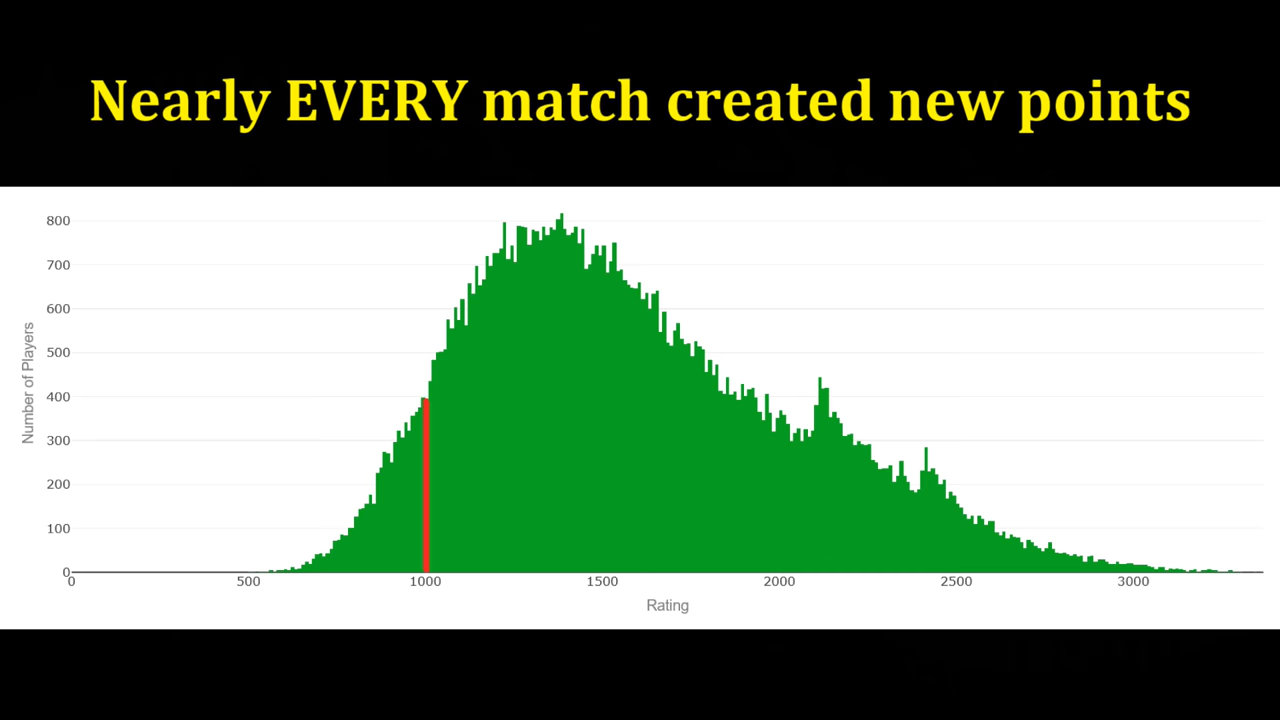 Nearly EVERY match created new points
800
700
600
500
400
300
200
100
0
Number of Players
0 500 1000 1500 2000 2500 3000
Rating